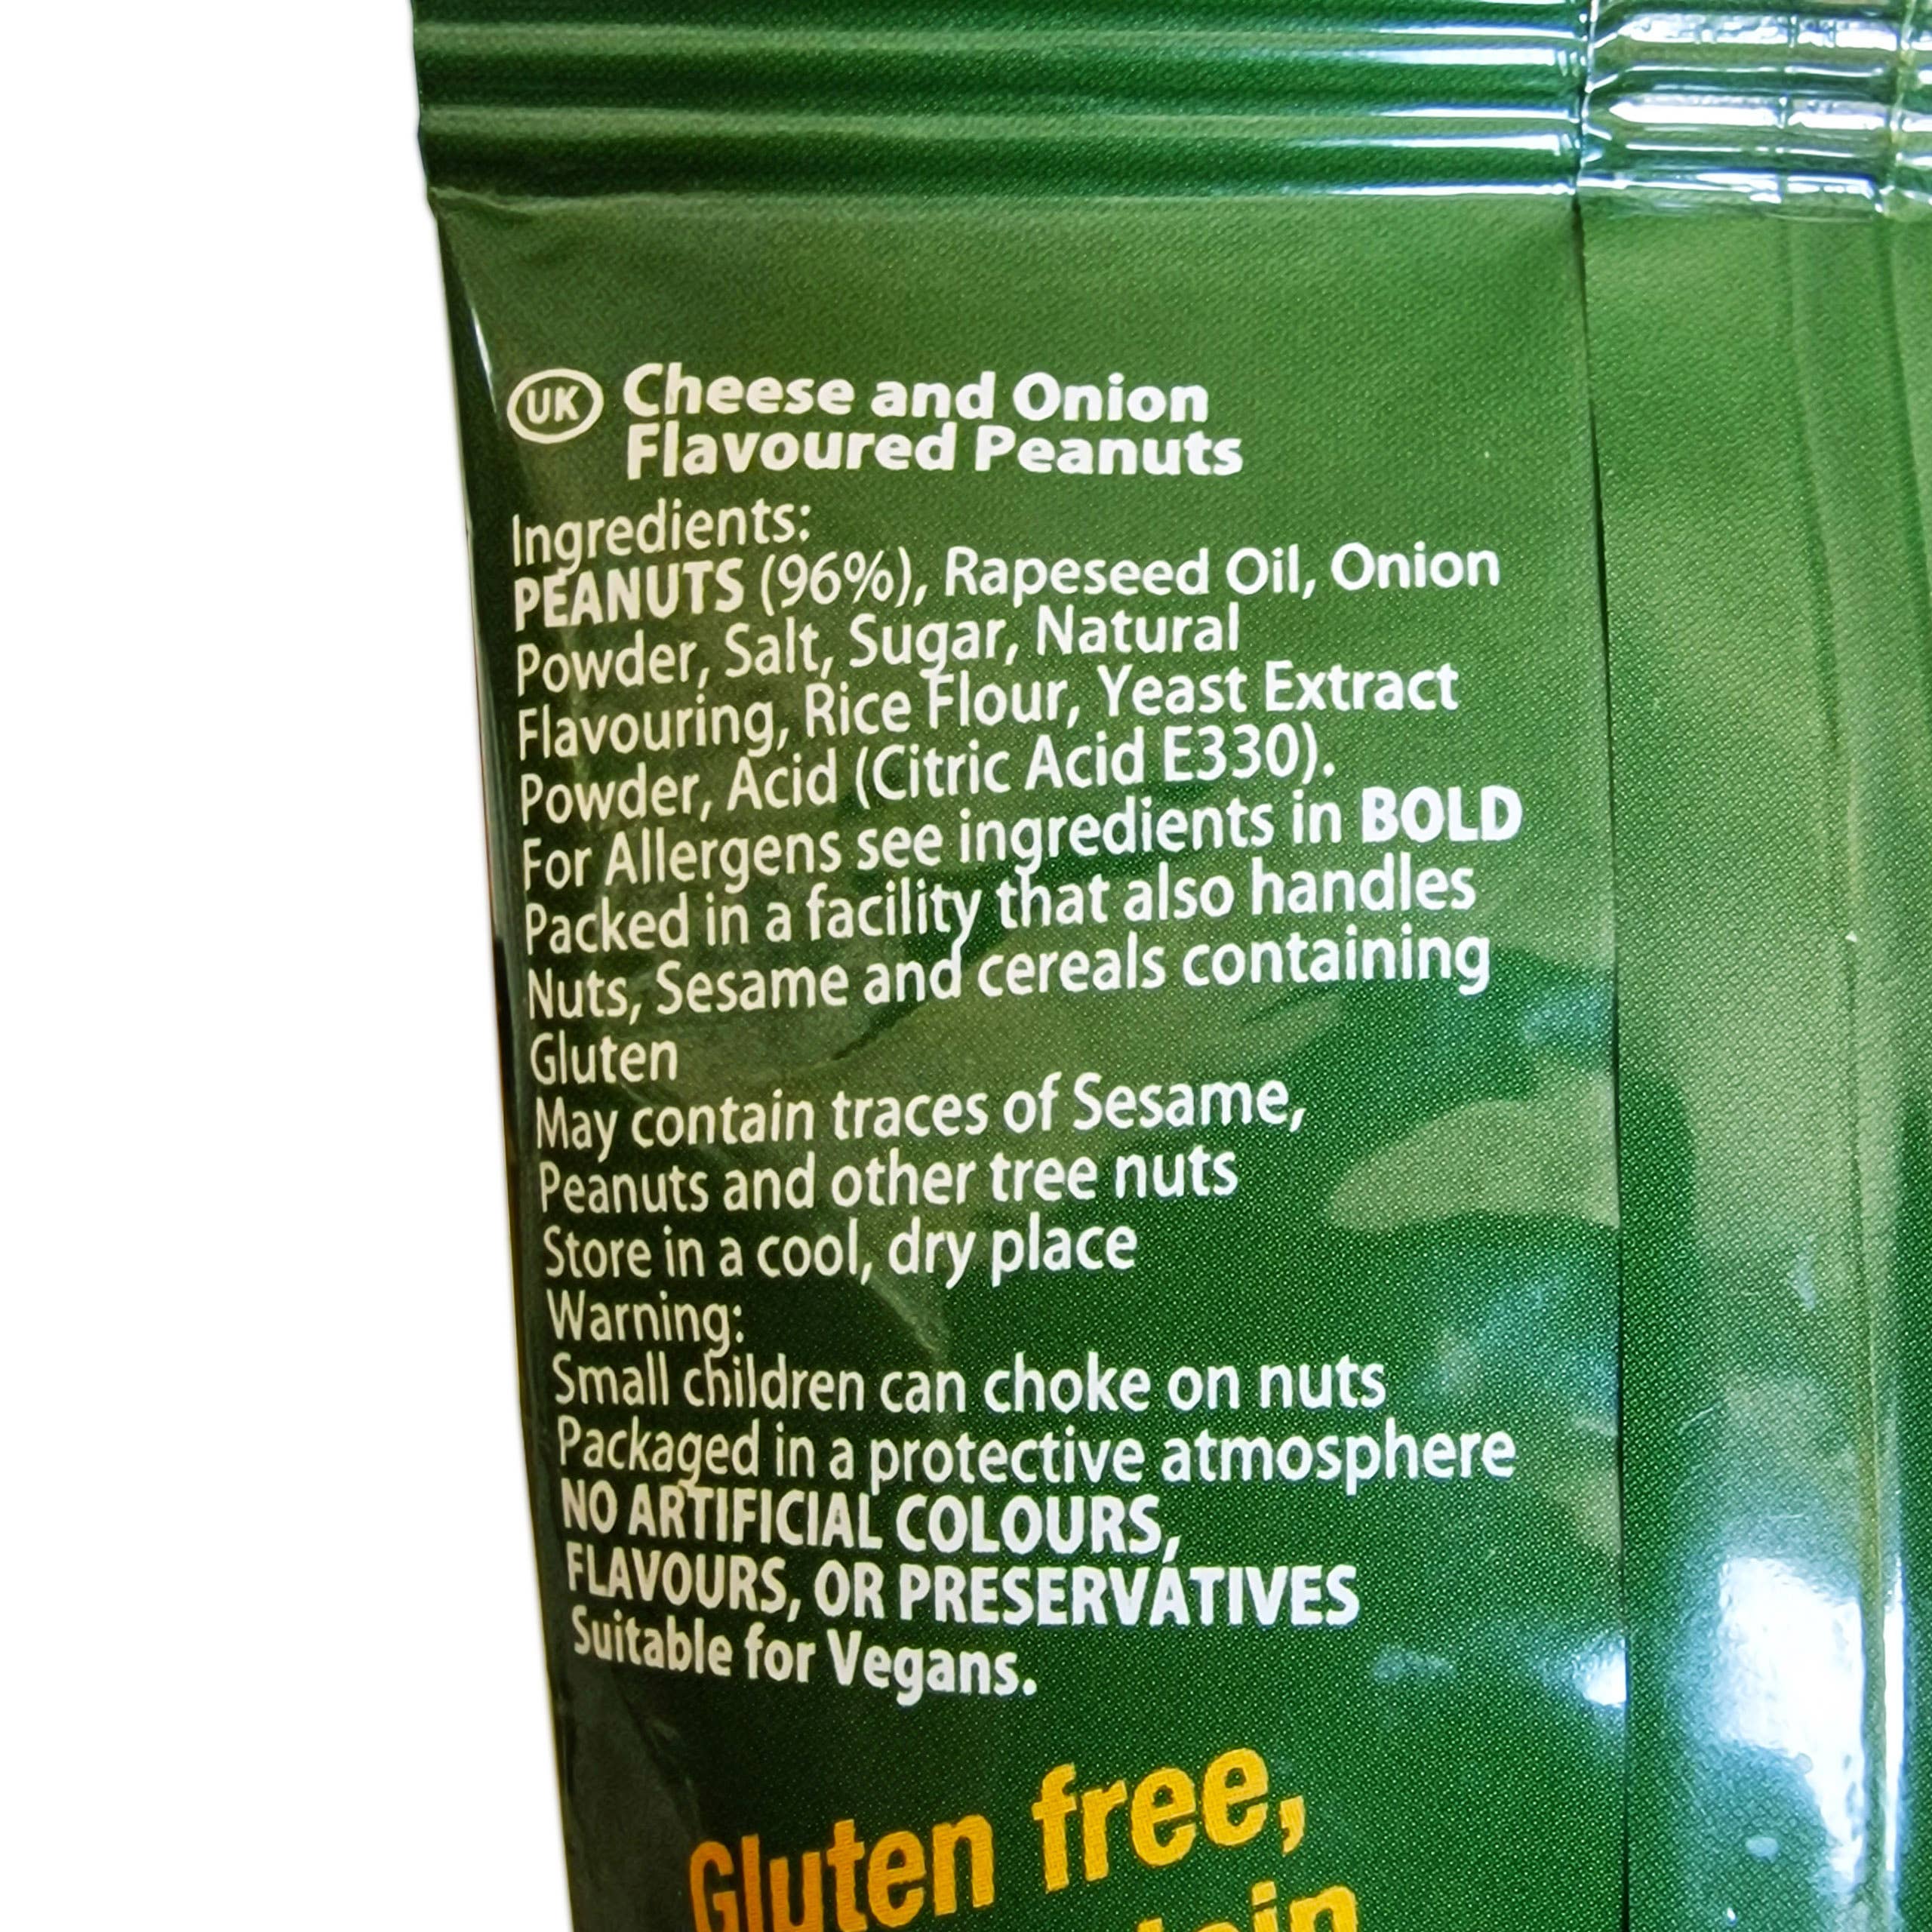 UK Cheese and Onion
Flavoured Peanuts
Ingredients:
PEANUTS (96%), Rapeseed Oil, Onion
Powder, Salt, Sugar, Natural
Flavouring, Rice Flour, Yeast Extract
Powder, Acid (Citric Acid E330).
For Allergens see ingredients in BOLD
Packed in a facility that also handles
Nuts, Sesame and cereals containing
Gluten
May contain traces of Sesame,
Peanuts and other tree nuts
Store in a cool, dry place
Warning:
Small children can choke on nuts
Packaged in a protective atmosphere
NO ARTIFICIAL COLOURS,
FLAVOURS, OR PRESERVATIVES
Suitable for Vegans.
Gluten free,